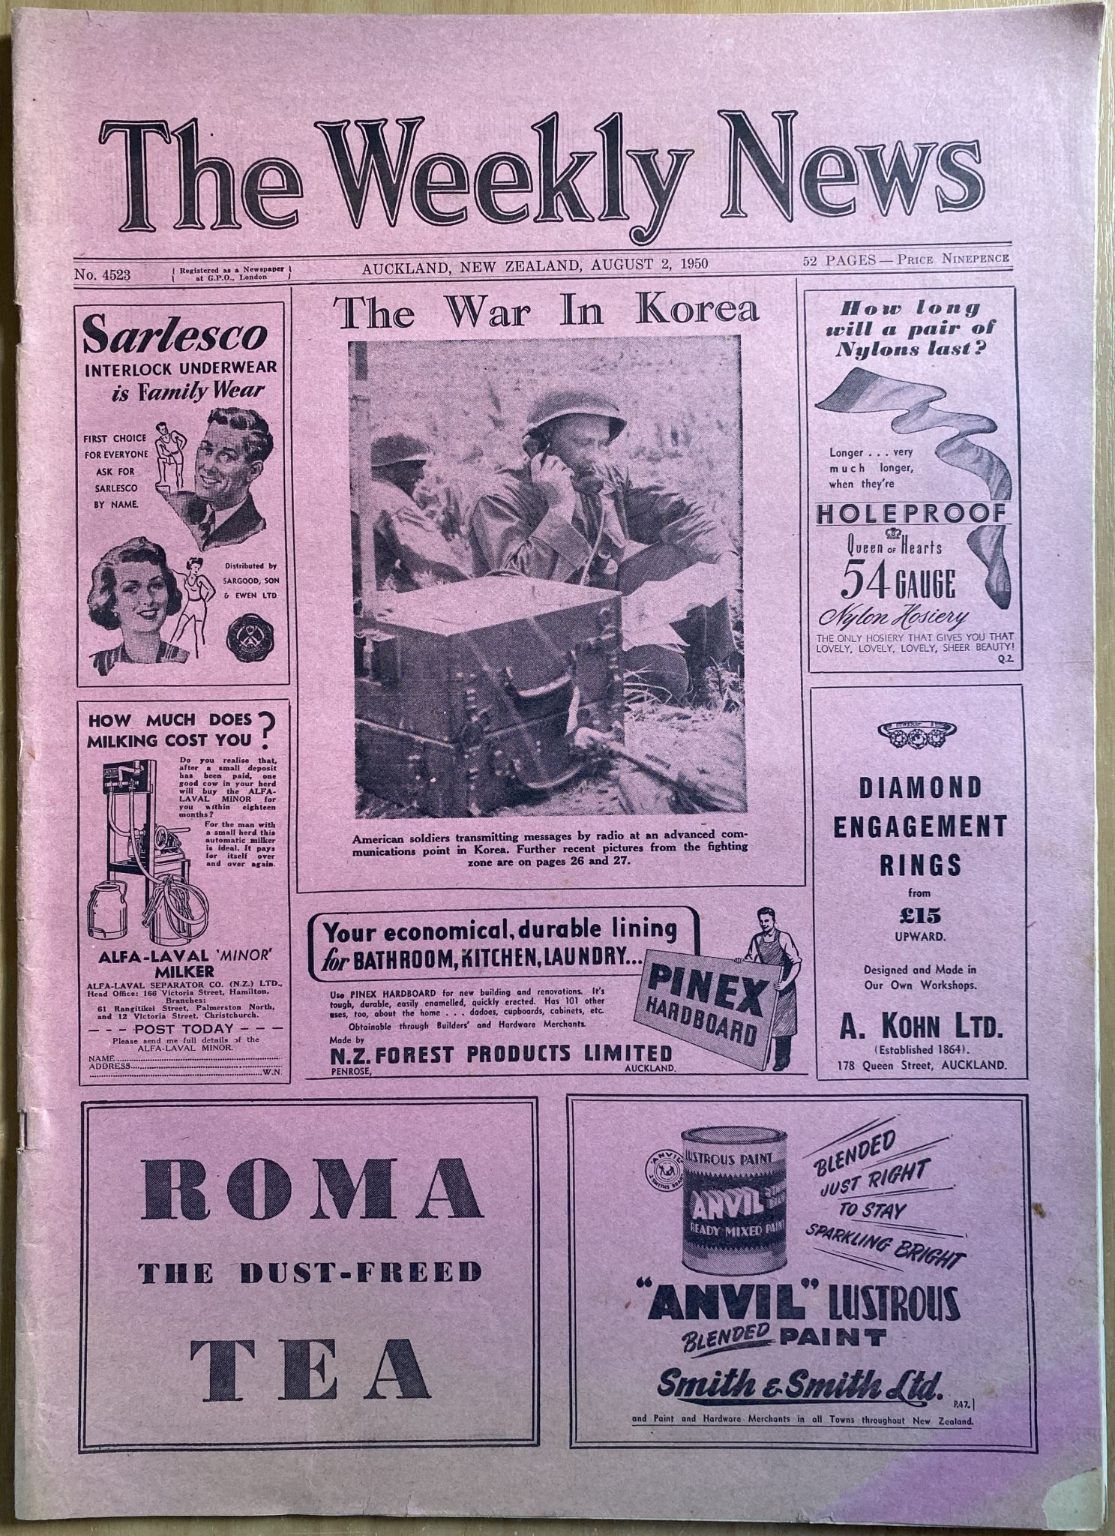 The Weekly News
No. 4523
Registered as a Newspaper
at G.P.O., London
AUCKLAND, NEW ZEALAND, AUGUST 2, 1950
52 PAGES — PRICE NINEPENCE
Sarlesco
INTERLOCK UNDERWEAR
is Family Wear
FIRST CHOICE
FOR EVERYONE
ASK FOR
SARLESCO
BY NAME.
Distributed by
SARGOOD, SON
& EWEN LTD
The War In Korea
American soldiers transmitting messages by radio at an advanced com-
munications point in Korea. Further recent pictures from the fighting
zone are on pages 26 and 27.
How long
will a pair of
Nylons last?
Longer . . . very
much longer,
when they're
HOLEPROOF
Queen OF Hearts
54 GAUGE
Nylon Hosiery
THE ONLY HOSIERY THAT GIVES YOU THAT
LOVELY, LOVELY, LOVELY, SHEER BEAUTY!
Q.2.
HOW MUCH DOES
MILKING COST YOU?
Do you realise that,
after a small deposit
has been paid, one
good cow in your herd
will buy the ALFA-
LAVAL MINOR for
you within eighteen
months?
For the man with
a small herd this
automatic milker
is ideal. It pays
for itself over
and over again.
ALFA-LAVAL 'MINOR'
MILKER
ALFA-LAVAL SEPARATOR CO. (N.Z.) LTD.,
Head Office: 166 Victoria Street, Hamilton.
Branches:
61 Rangitikei Street, Palmerston North,
and 12 Victoria Street, Christchurch.
- - - POST TODAY - - -
Please send me full details of the
ALFA-LAVAL MINOR.
NAME
ADDRESS
W.N.
Your economical, durable lining
for BATHROOM, KITCHEN, LAUNDRY...
Use PINEX HARDBOARD for new building and renovations. It's
tough, durable, easily enamelled, quickly erected. Has 101 other
uses, too, about the home . . . dadoes, cupboards, cabinets, etc.
Obtainable through Builders' and Hardware Merchants.
Made by
N.Z. FOREST PRODUCTS LIMITED
PENROSE, AUCKLAND.
PINEX
HARDBOARD
DIAMOND
ENGAGEMENT
RINGS
from
£15
UPWARD.
Designed and Made in
Our Own Workshops.
A. KOHN LTD.
(Established 1864).
178 Queen Street, AUCKLAND.
ROMA
THE DUST-FREED
TEA
LUSTROUS PAINT
ANVIL
READY MIXED PAINT
BLENDED
JUST RIGHT
TO STAY
SPARKLING BRIGHT
"ANVIL" LUSTROUS
BLENDED PAINT
Smith & Smith Ltd.
P.47.
and Paint and Hardware Merchants in all Towns throughout New Zealand.